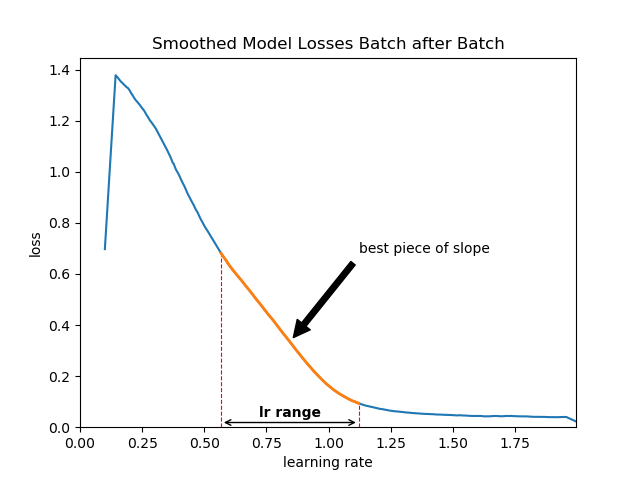 Smoothed Model Losses Batch after Batch
1.4
1.2
1.0
0.8
0.6
0.4
0.2
0.0
loss
best piece of slope
lr range
0.00 0.25 0.50 0.75 1.00 1.25 1.50 1.75
learning rate